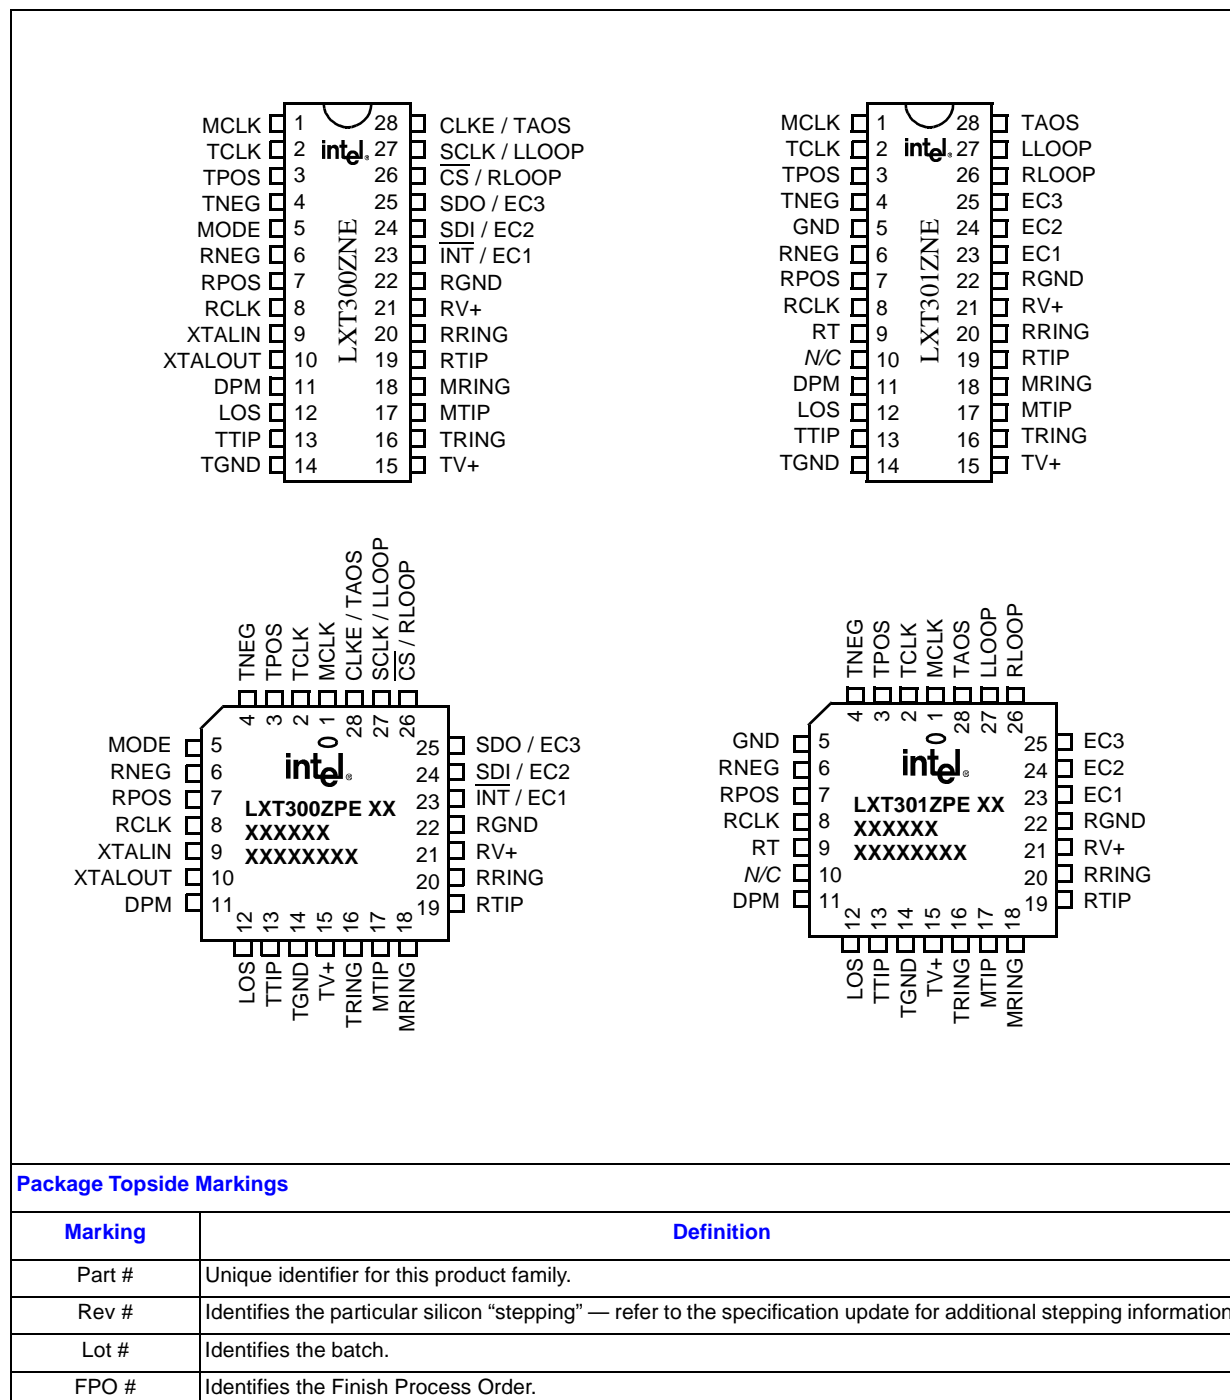 MCLK 1 28 CLKE / TAOS
TCLK 2 intel® 27 SCLK / LLOOP
TPOS 3 26 CS / RLOOP
TNEG 4 25 SDO / EC3
MODE 5 24 SDI / EC2
RNEG 6 23 INT / EC1
RPOS 7 22 RGND
RCLK 8 21 RV+
XTALIN 9 20 RRING
XTALOUT 10 19 RTIP
DPM 11 18 MRING
LOS 12 17 MTIP
TTIP 13 16 TRING
TGND 14 15 TV+
LXT300ZNE
MCLK 1 28 TAOS
TCLK 2 intel® 27 LLOOP
TPOS 3 26 RLOOP
TNEG 4 25 EC3
GND 5 24 EC2
RNEG 6 23 EC1
RPOS 7 22 RGND
RCLK 8 21 RV+
RT 9 20 RRING
N/C 10 19 RTIP
DPM 11 18 MRING
LOS 12 17 MTIP
TTIP 13 16 TRING
TGND 14 15 TV+
LXT301ZNE
TNEG
TPOS
TCLK
MCLK
CLKE / TAOS
SCLK / LLOOP
CS / RLOOP
4 3 2 1 28 27 26
MODE 5 25 SDO / EC3
RNEG 6 24 SDI / EC2
RPOS 7 23 INT / EC1
RCLK 8 22 RGND
XTALIN 9 21 RV+
XTALOUT 10 20 RRING
DPM 11 19 RTIP
intel®
LXT300ZPE XX
XXXXXX
XXXXXXXX
12 13 14 15 16 17 18
LOS
TTIP
TGND
TV+
TRING
MTIP
MRING
TNEG
TPOS
TCLK
MCLK
TAOS
LLOOP
RLOOP
4 3 2 1 28 27 26
GND 5 25 EC3
RNEG 6 24 EC2
RPOS 7 23 EC1
RCLK 8 22 RGND
RT 9 21 RV+
N/C 10 20 RRING
DPM 11 19 RTIP
intel®
LXT301ZPE XX
XXXXXX
XXXXXXXX
12 13 14 15 16 17 18
LOS
TTIP
TGND
TV+
TRING
MTIP
MRING
Package Topside Markings
Marking Definition
Part # Unique identifier for this product family.
Rev # Identifies the particular silicon “stepping” — refer to the specification update for additional stepping information
Lot # Identifies the batch.
FPO # Identifies the Finish Process Order.